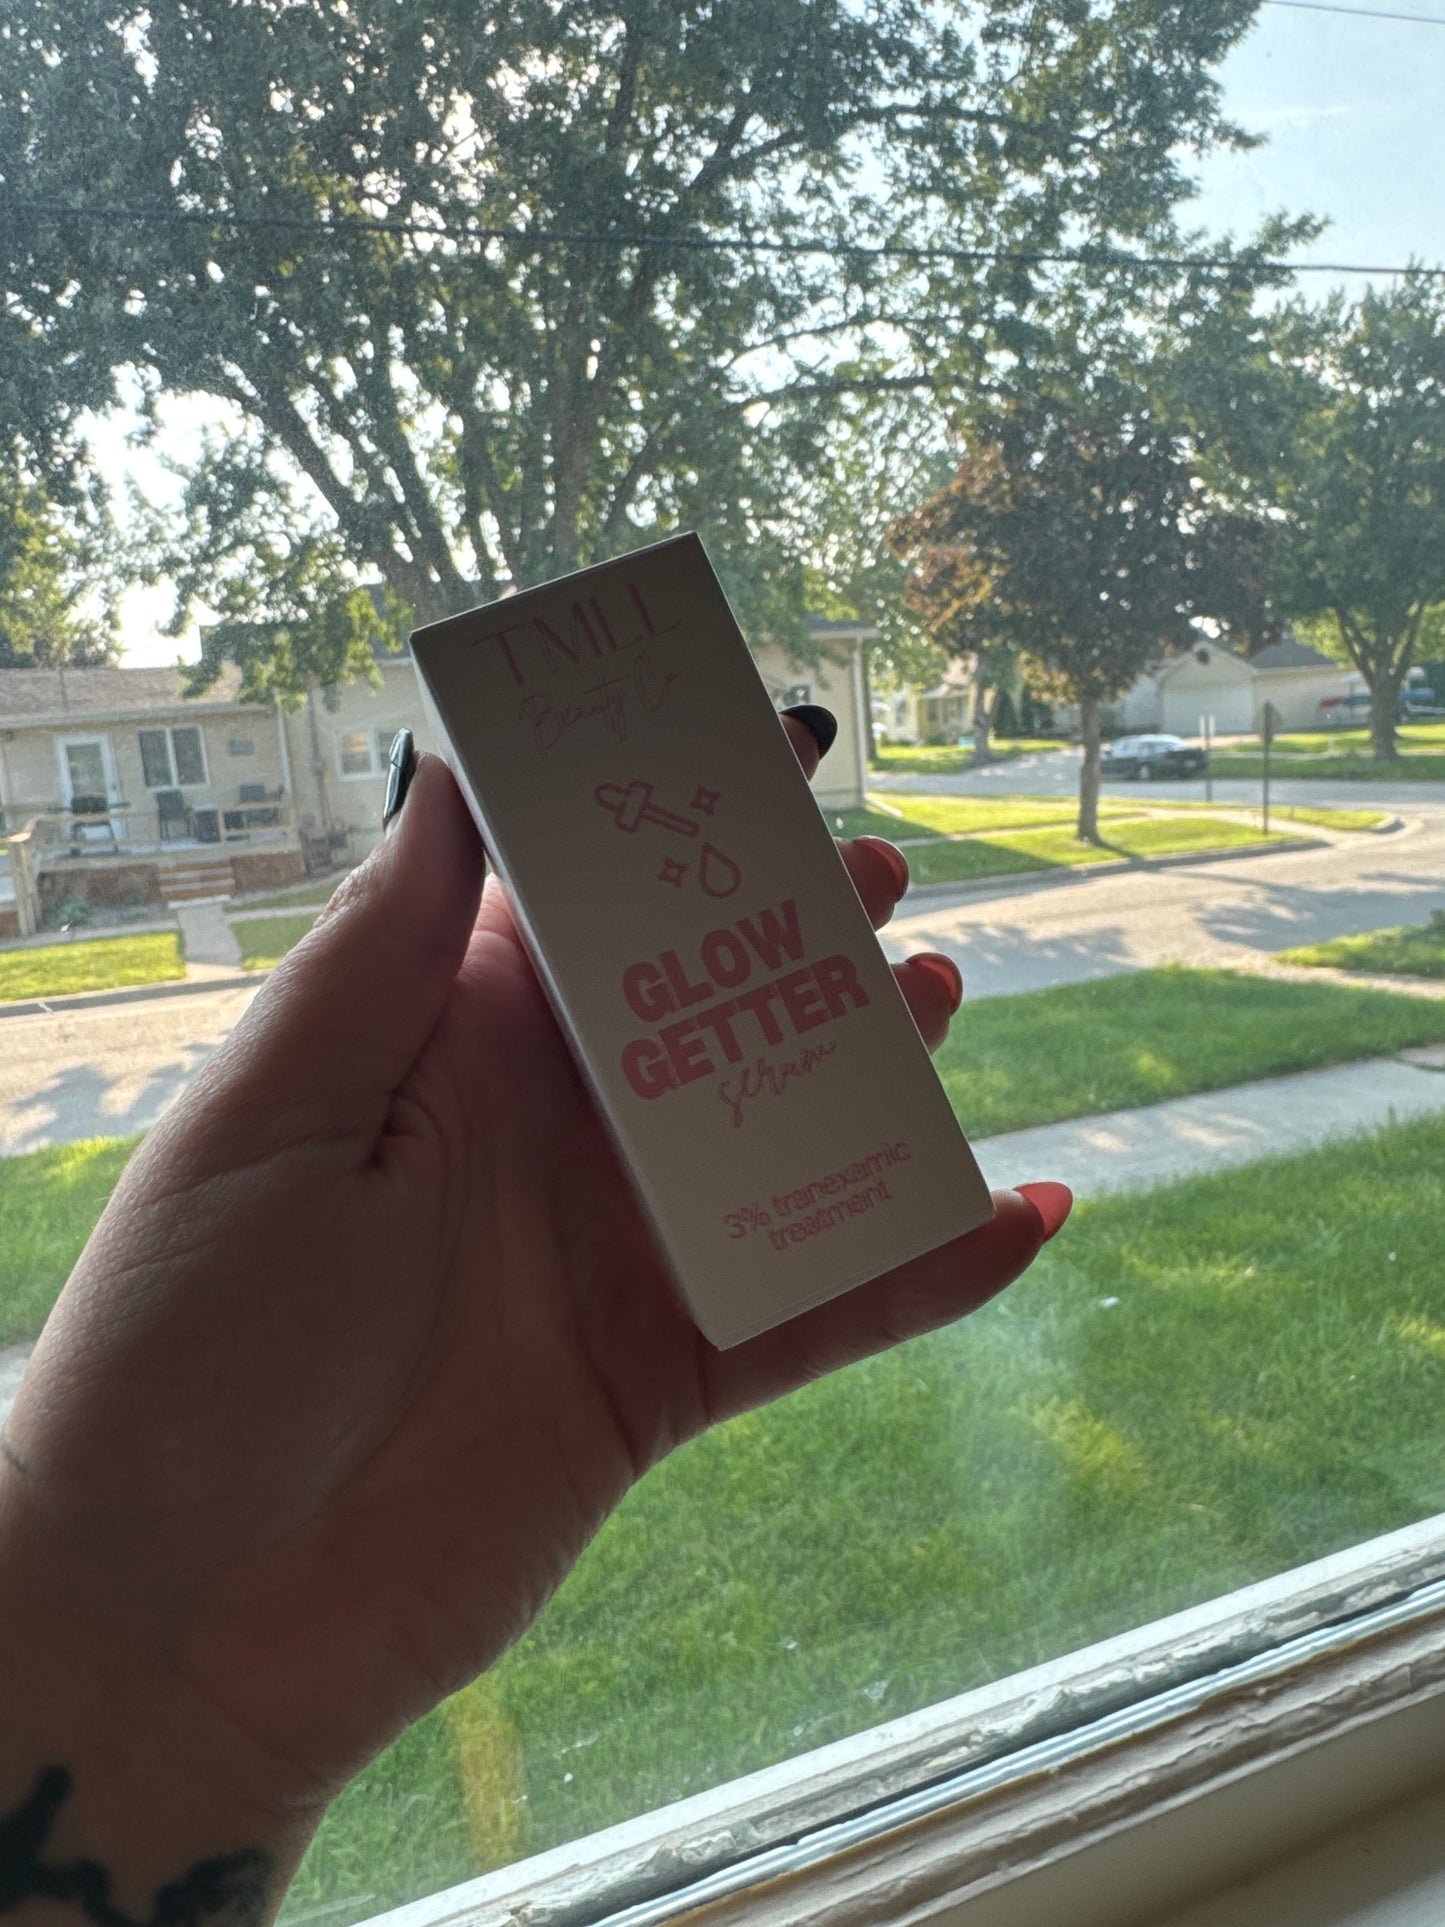 TMLL
Beauty Co
GLOW
GETTER
serum
3% tranexamic
treatment